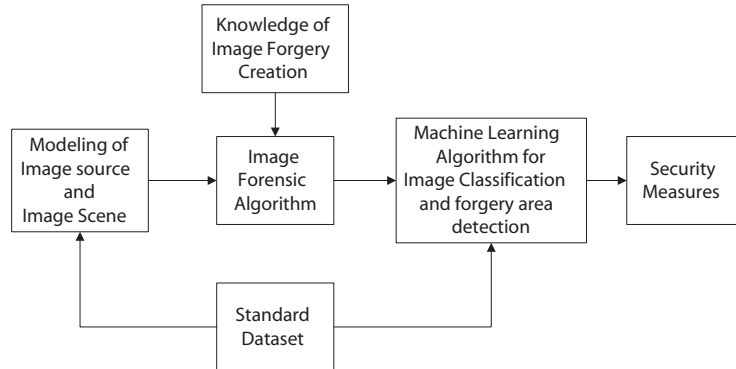 Knowledge of
Image Forgery
Creation
Modeling of
Image source
and
Image Scene
Image
Forensic
Algorithm
Machine Learning
Algorithm for
Image Classification
and forgery area
detection
Security
Measures
Standard
Dataset